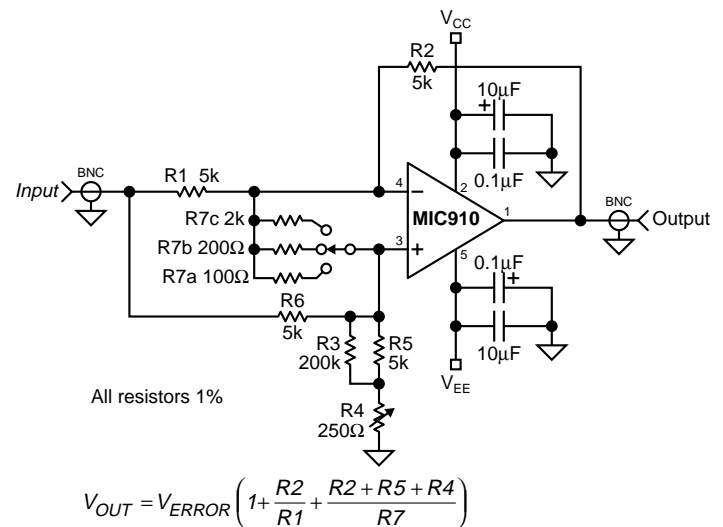 VCC
R2
5k
10µF
+
0.1µF
BNC
Input
R1 5k
4
−
2
R7c 2k
MIC910
1
BNC
Output
R7b 200Ω
3
+
5
R7a 100Ω
0.1µF
+
R6
5k
R3
200k
R5
5k
10µF
VEE
All resistors 1%
R4
250Ω
VOUT = VERROR (1 + R2/R1 + (R2 + R5 + R4)/R7)